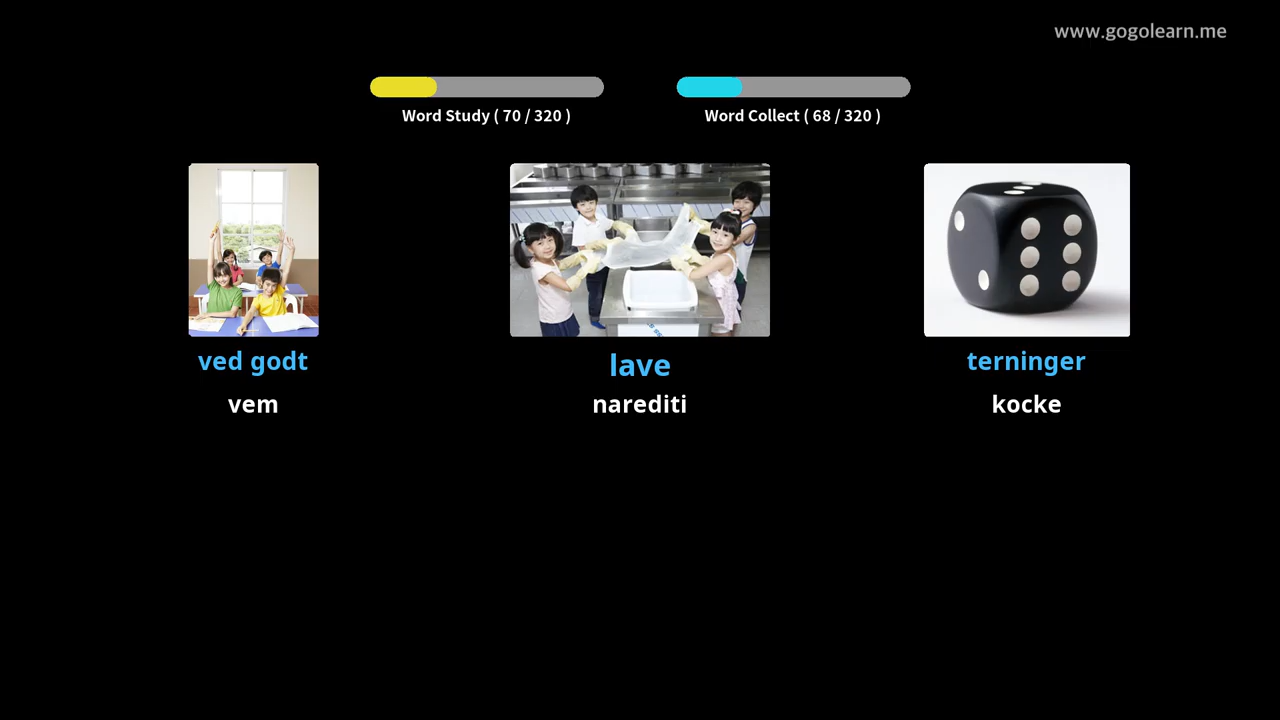 www.gogolearn.me
Word Study ( 70 / 320 )
Word Collect ( 68 / 320 )
ved godt
vem
lave
narediti
terninger
kocke